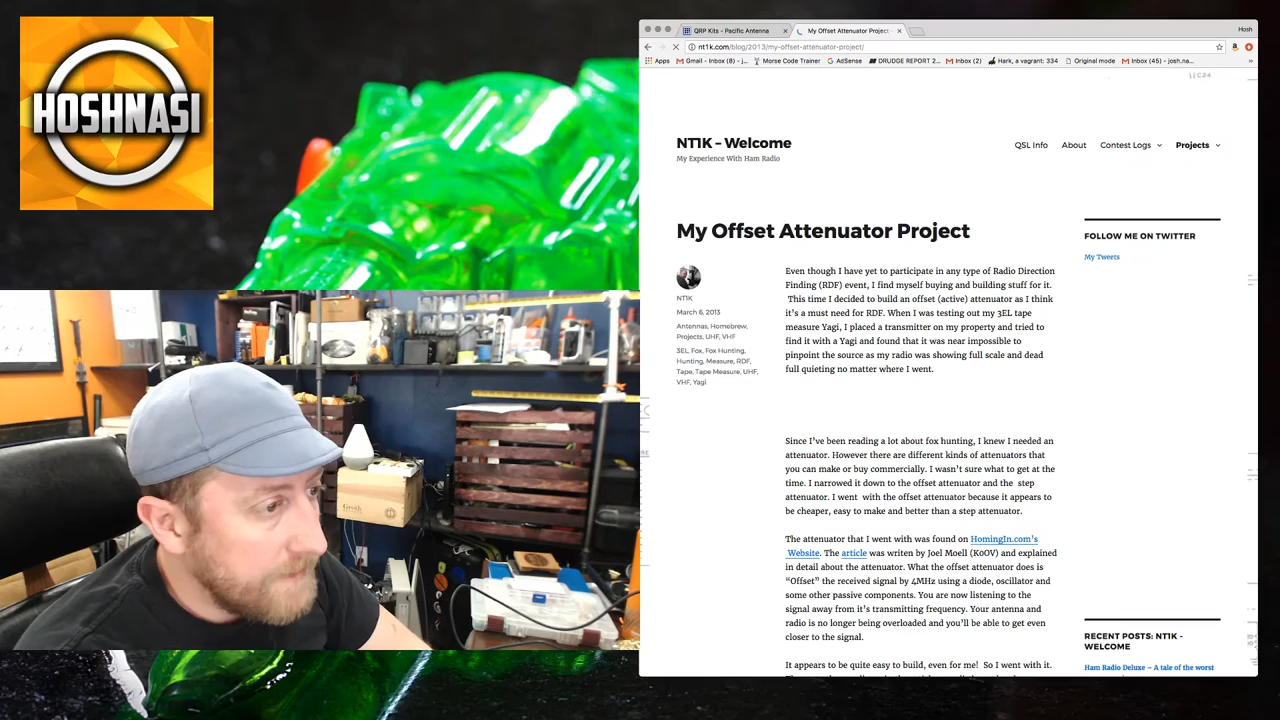 HOSHNASI
QRP Kits - Pacific Antenna
My Offset Attenuator Project
Hosh
nt1k.com/blog/2013/my-offset-attenuator-project/
Apps Gmail - Inbox (8) - j... Morse Code Trainer AdSense DRUDGE REPORT 2... Inbox (2) Hark, a vagrant: 334 Original mode Inbox (45) - josh.na... »
NT1K – Welcome
My Experience With Ham Radio
QSL Info About Contest Logs Projects
My Offset Attenuator Project
NT1K
March 6, 2013
Antennas, Homebrew,
Projects, UHF, VHF
3EL, Fox, Fox Hunting,
Hunting, Measure, RDF,
Tape, Tape Measure, UHF,
VHF, Yagi
Even though I have yet to participate in any type of Radio Direction
Finding (RDF) event, I find myself buying and building stuff for it.
This time I decided to build an offset (active) attenuator as I think
it's a must need for RDF. When I was testing out my 3EL tape
measure Yagi, I placed a transmitter on my property and tried to
find it with a Yagi and found that it was near impossible to
pinpoint the source as my radio was showing full scale and dead
full quieting no matter where I went.
Since I've been reading a lot about fox hunting, I knew I needed an
attenuator. However there are different kinds of attenuators that
you can make or buy commercially. I wasn't sure what to get at the
time. I narrowed it down to the offset attenuator and the step
attenuator. I went with the offset attenuator because it appears to
be cheaper, easy to make and better than a step attenuator.
The attenuator that I went with was found on HomingIn.com's
Website. The article was writen by Joel Moell (K0OV) and explained
in detail about the attenuator. What the offset attenuator does is
“Offset” the received signal by 4MHz using a diode, oscillator and
some other passive components. You are now listening to the
signal away from it's transmitting frequency. Your antenna and
radio is no longer being overloaded and you'll be able to get even
closer to the signal.
It appears to be quite easy to build, even for me! So I went with it.
FOLLOW ME ON TWITTER
My Tweets
RECENT POSTS: NT1K -
WELCOME
Ham Radio Deluxe – A tale of the worst